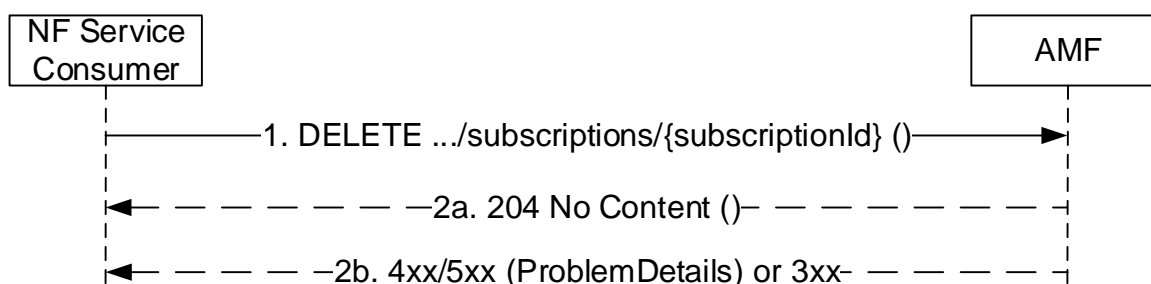 NF Service
Consumer
AMF
1. DELETE .../subscriptions/{subscriptionId} ()
2a. 204 No Content ()
2b. 4xx/5xx (ProblemDetails) or 3xx